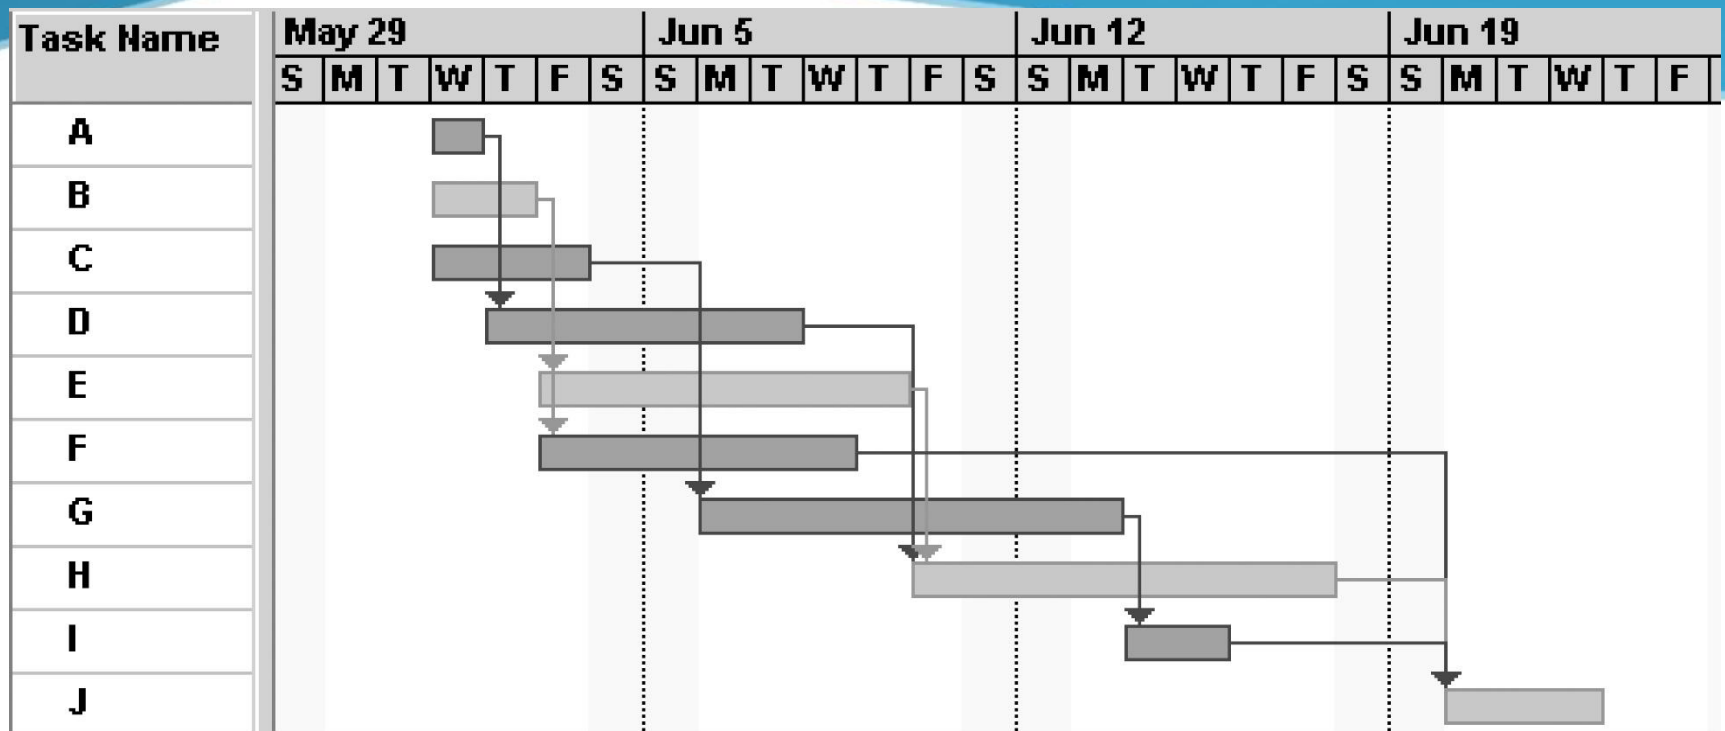 Task Name May 29 Jun 5 Jun 12 Jun 19
S M T W T F S S M T W T F S S M T W T F S S M T W T F
A
B
C
D
E
F
G
H
I
J